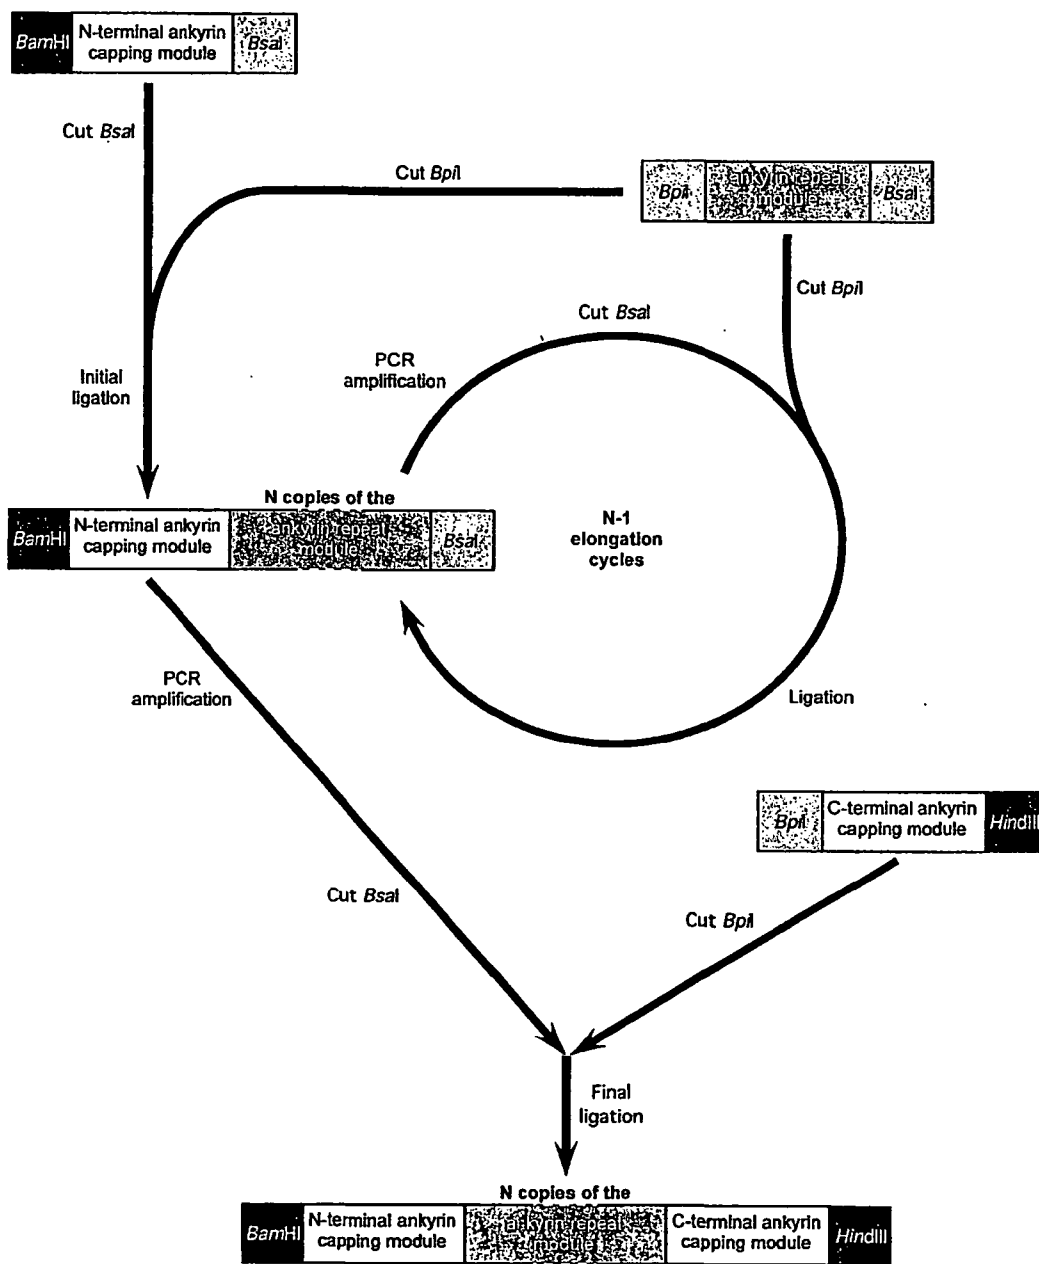 BamHI
N-terminal ankyrin
capping module
BsaI
Cut BsaI
Cut BpiI
BpiI
ankyrin repeat
module
BsaI
Cut BpiI
Cut BsaI
PCR
amplification
Initial
ligation
N copies of the
BamHI
N-terminal ankyrin
capping module
ankyrin repeat
module
BsaI
N-1
elongation
cycles
PCR
amplification
Ligation
BpiI
C-terminal ankyrin
capping module
HindIII
Cut BsaI
Cut BpiI
Final
ligation
N copies of the
BamHI
N-terminal ankyrin
capping module
ankyrin repeat
module
C-terminal ankyrin
capping module
HindIII